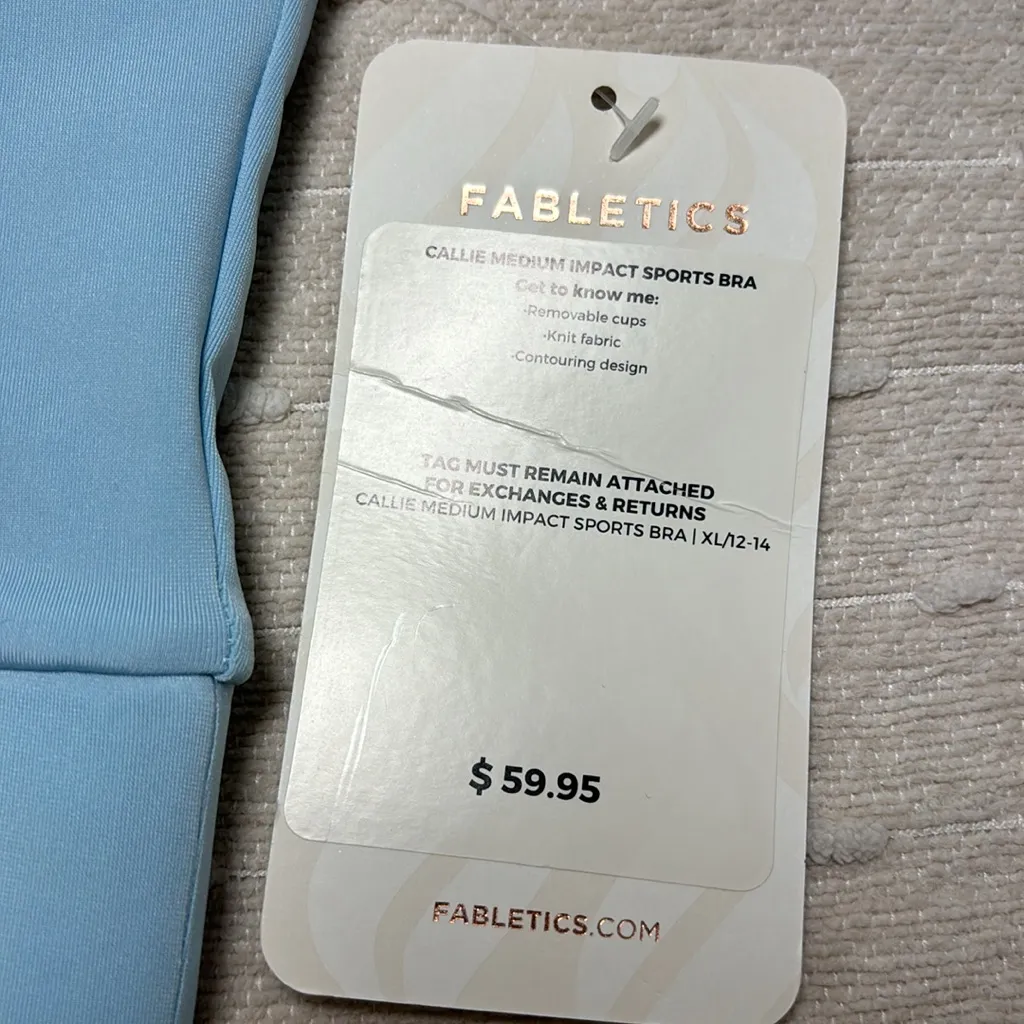 FABLETICS
CALLIE MEDIUM IMPACT SPORTS BRA
Get to know me:
·Removable cups
·Knit fabric
·Contouring design
TAG MUST REMAIN ATTACHED
FOR EXCHANGES & RETURNS
CALLIE MEDIUM IMPACT SPORTS BRA | XL/12-14
$ 59.95
FABLETICS.COM